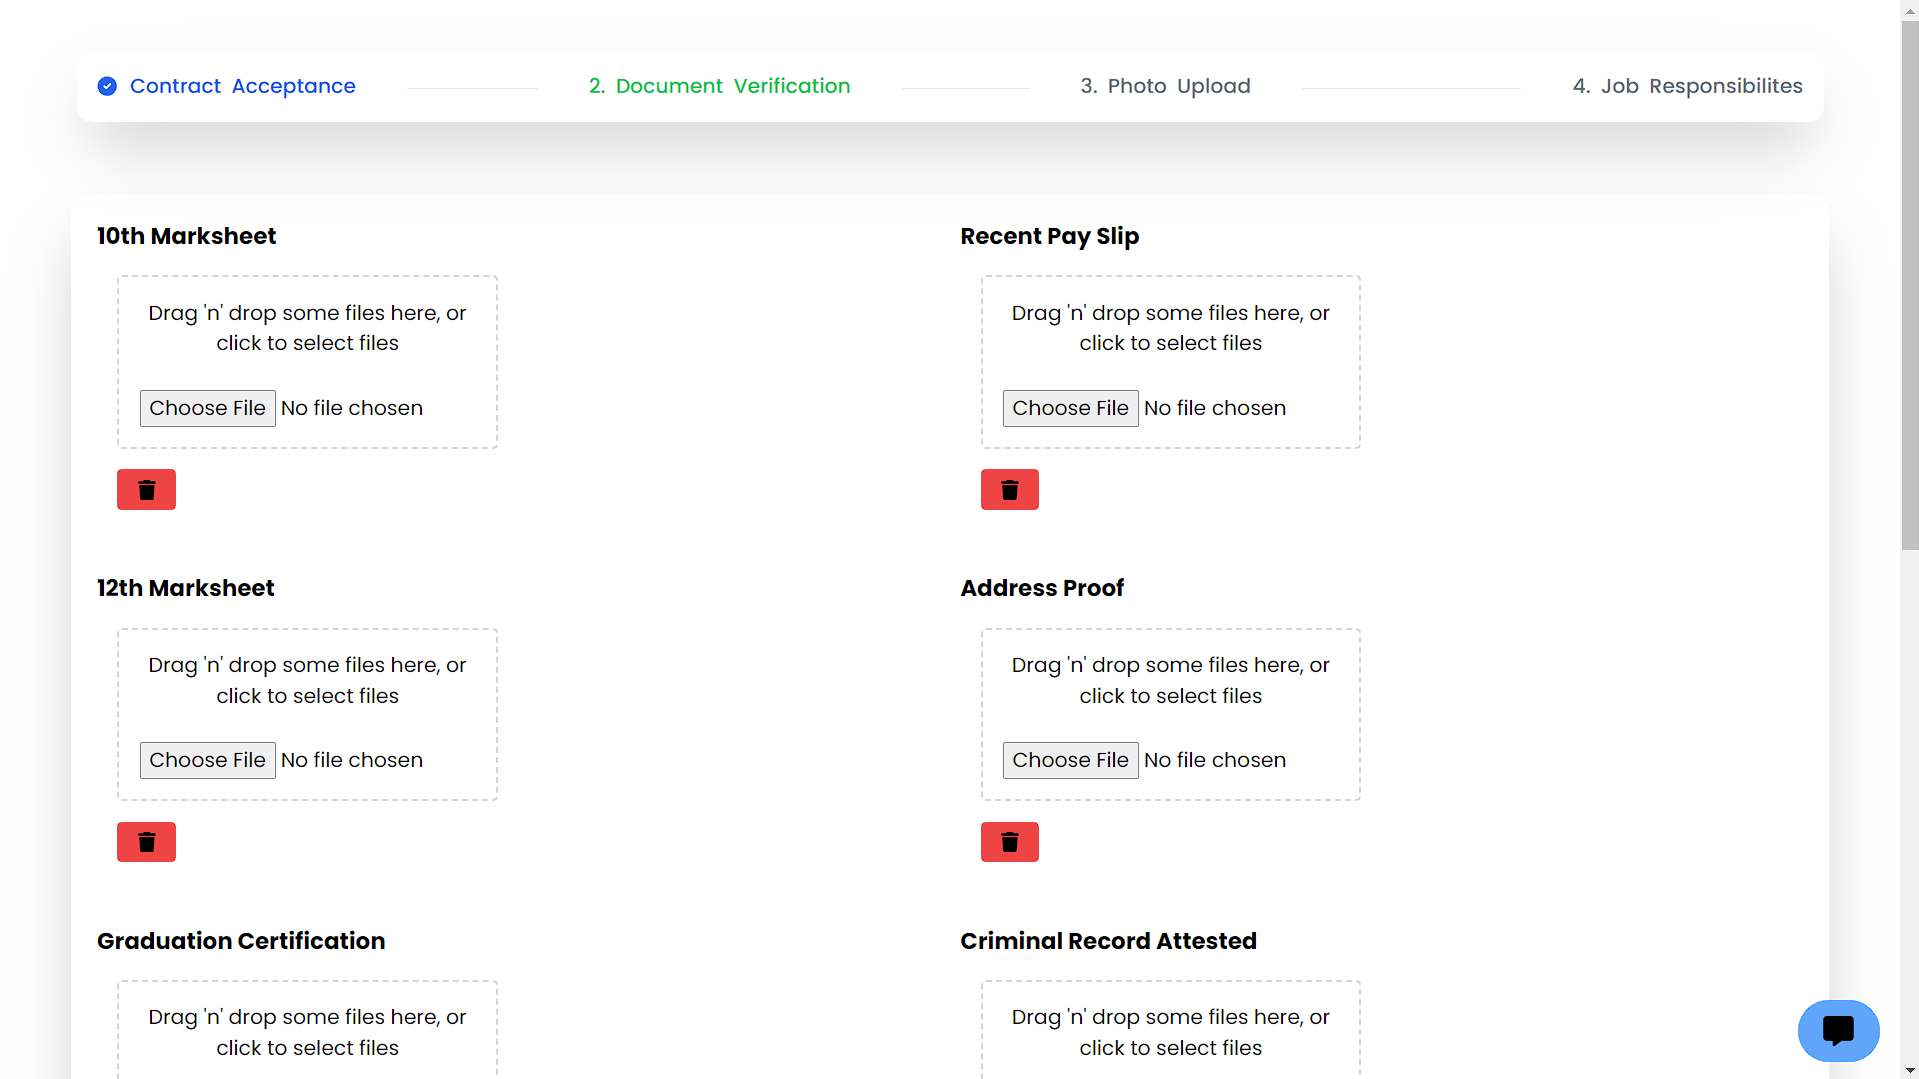 Contract Acceptance
2. Document Verification
3. Photo Upload
4. Job Responsibilites
10th Marksheet
Drag 'n' drop some files here, or
click to select files
Choose File No file chosen
Recent Pay Slip
Drag 'n' drop some files here, or
click to select files
Choose File No file chosen
12th Marksheet
Drag 'n' drop some files here, or
click to select files
Choose File No file chosen
Address Proof
Drag 'n' drop some files here, or
click to select files
Choose File No file chosen
Graduation Certification
Drag 'n' drop some files here, or
click to select files
Criminal Record Attested
Drag 'n' drop some files here, or
click to select files